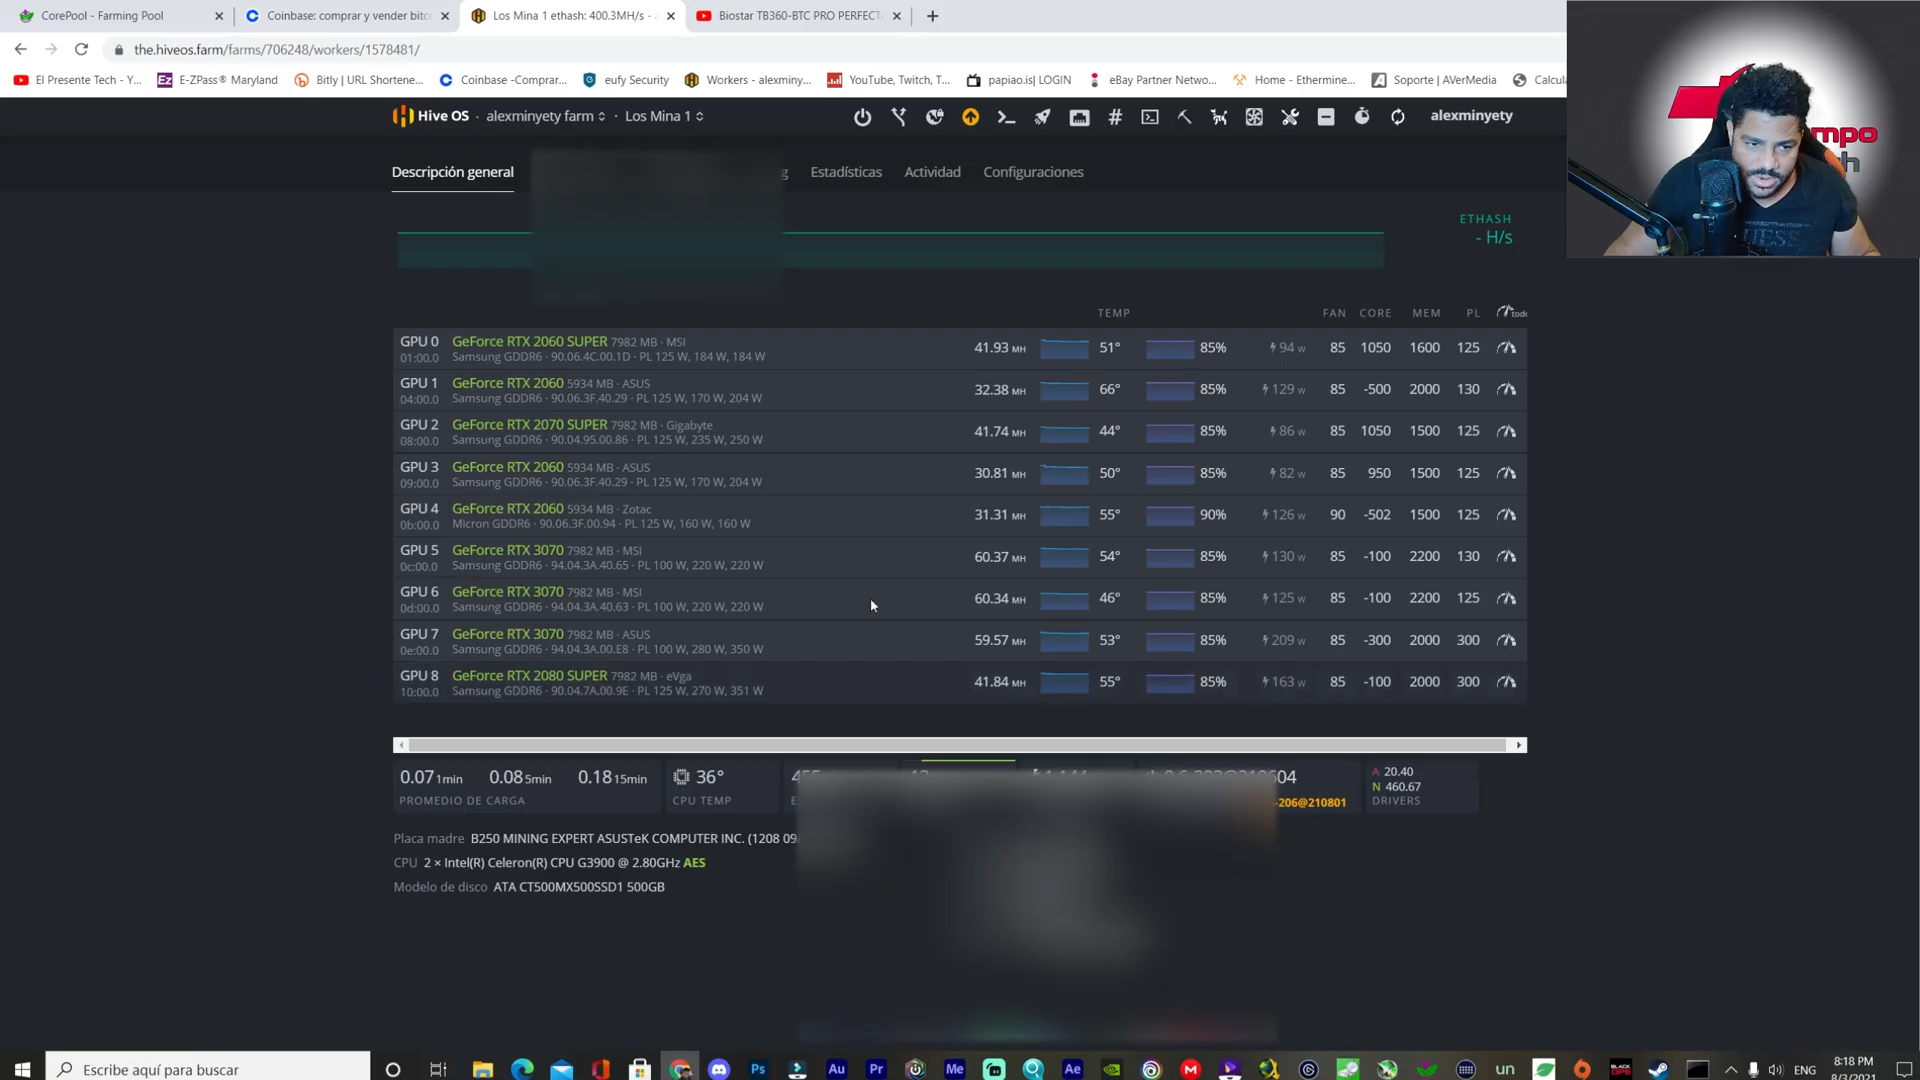 CorePool - Farming Pool
Coinbase: comprar y vender bitc
Los Mina 1 ethash: 400.3MH/s -
Biostar TB360-BTC PRO PERFECT
the.hiveos.farm/farms/706248/workers/1578481/
El Presente Tech - Y...
E-ZPass® Maryland
Bitly | URL Shortene...
Coinbase -Comprar...
eufy Security
Workers - alexminy...
YouTube, Twitch, T...
papiao.is| LOGIN
eBay Partner Netwo...
Home - Ethermine...
Soporte | AVerMedia
Calcula
Hive OS · alexminyety farm · Los Mina 1
alexminyety
Descripción general
Estadísticas
Actividad
Configuraciones
ETHASH
- H/s
TEMP FAN CORE MEM PL todo
GPU 0 GeForce RTX 2060 SUPER 7982 MB · MSI 41.93 MH 51° 85% 94 w 85 1050 1600 125
01:00.0 Samsung GDDR6 · 90.06.4C.00.1D · PL 125 W, 184 W, 184 W
GPU 1 GeForce RTX 2060 5934 MB · ASUS 32.38 MH 66° 85% 129 w 85 -500 2000 130
04:00.0 Samsung GDDR6 · 90.06.3F.40.29 · PL 125 W, 170 W, 204 W
GPU 2 GeForce RTX 2070 SUPER 7982 MB · Gigabyte 41.74 MH 44° 85% 86 w 85 1050 1500 125
08:00.0 Samsung GDDR6 · 90.04.95.00.86 · PL 125 W, 235 W, 250 W
GPU 3 GeForce RTX 2060 5934 MB · ASUS 30.81 MH 50° 85% 82 w 85 950 1500 125
09:00.0 Samsung GDDR6 · 90.06.3F.40.29 · PL 125 W, 170 W, 204 W
GPU 4 GeForce RTX 2060 5934 MB · Zotac 31.31 MH 55° 90% 126 w 90 -502 1500 125
0b:00.0 Micron GDDR6 · 90.06.3F.00.94 · PL 125 W, 160 W, 160 W
GPU 5 GeForce RTX 3070 7982 MB · MSI 60.37 MH 54° 85% 130 w 85 -100 2200 130
0c:00.0 Samsung GDDR6 · 94.04.3A.40.65 · PL 100 W, 220 W, 220 W
GPU 6 GeForce RTX 3070 7982 MB · MSI 60.34 MH 46° 85% 125 w 85 -100 2200 125
0d:00.0 Samsung GDDR6 · 94.04.3A.40.63 · PL 100 W, 220 W, 220 W
GPU 7 GeForce RTX 3070 7982 MB · ASUS 59.57 MH 53° 85% 209 w 85 -300 2000 300
0e:00.0 Samsung GDDR6 · 94.04.3A.00.E8 · PL 100 W, 280 W, 350 W
GPU 8 GeForce RTX 2080 SUPER 7982 MB · eVga 41.84 MH 55° 85% 163 w 85 -100 2000 300
10:00.0 Samsung GDDR6 · 90.04.7A.00.9E · PL 125 W, 270 W, 351 W
0.07 1min 0.08 5min 0.18 15min
PROMEDIO DE CARGA
36°
CPU TEMP
-206@210801
A 20.40
N 460.67
DRIVERS
Placa madre B250 MINING EXPERT ASUSTeK COMPUTER INC. (1208 09/
CPU 2 × Intel(R) Celeron(R) CPU G3900 @ 2.80GHz AES
Modelo de disco ATA CT500MX500SSD1 500GB
Escribe aquí para buscar
ENG
8:18 PM
8/3/2021